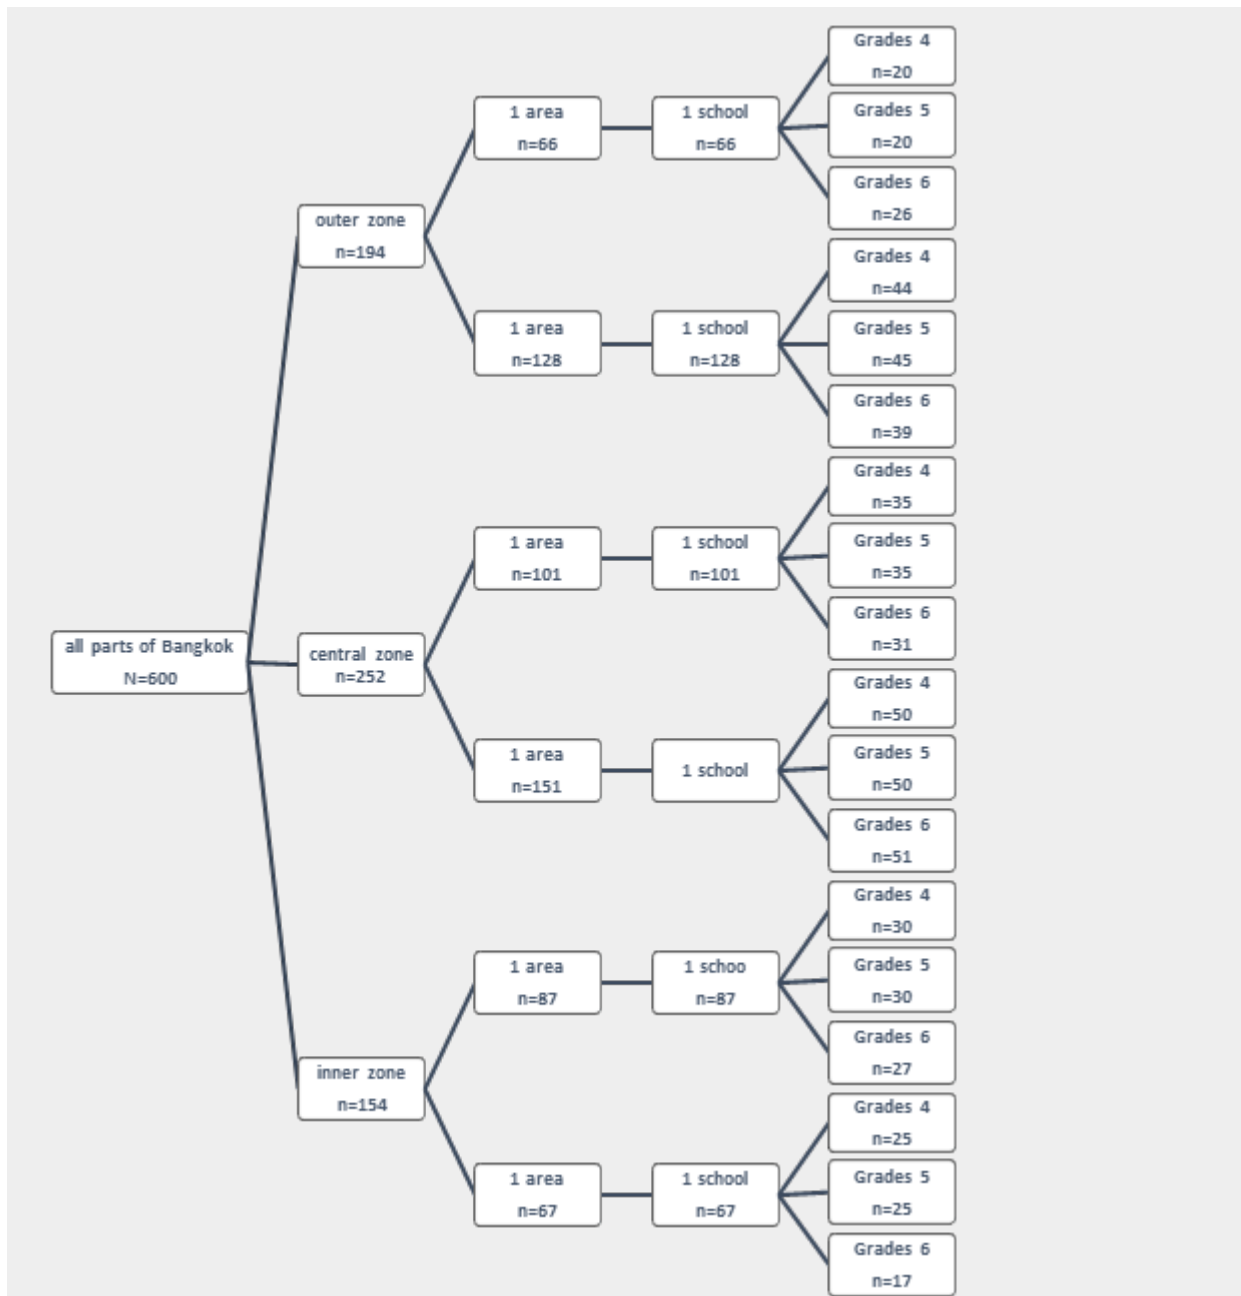 Grades 4
n=20
1 area
n=66
1 school
n=66
Grades 5
n=20
Grades 6
n=26
outer zone
n=194
Grades 4
n=44
1 area
n=128
1 school
n=128
Grades 5
n=45
Grades 6
n=39
Grades 4
n=35
1 area
n=101
1 school
n=101
Grades 5
n=35
Grades 6
n=31
all parts of Bangkok
N=600
central zone
n=252
Grades 4
n=50
1 area
n=151
1 school
Grades 5
n=50
Grades 6
n=51
Grades 4
n=30
1 area
n=87
1 schoo
n=87
Grades 5
n=30
Grades 6
n=27
inner zone
n=154
Grades 4
n=25
1 area
n=67
1 school
n=67
Grades 5
n=25
Grades 6
n=17